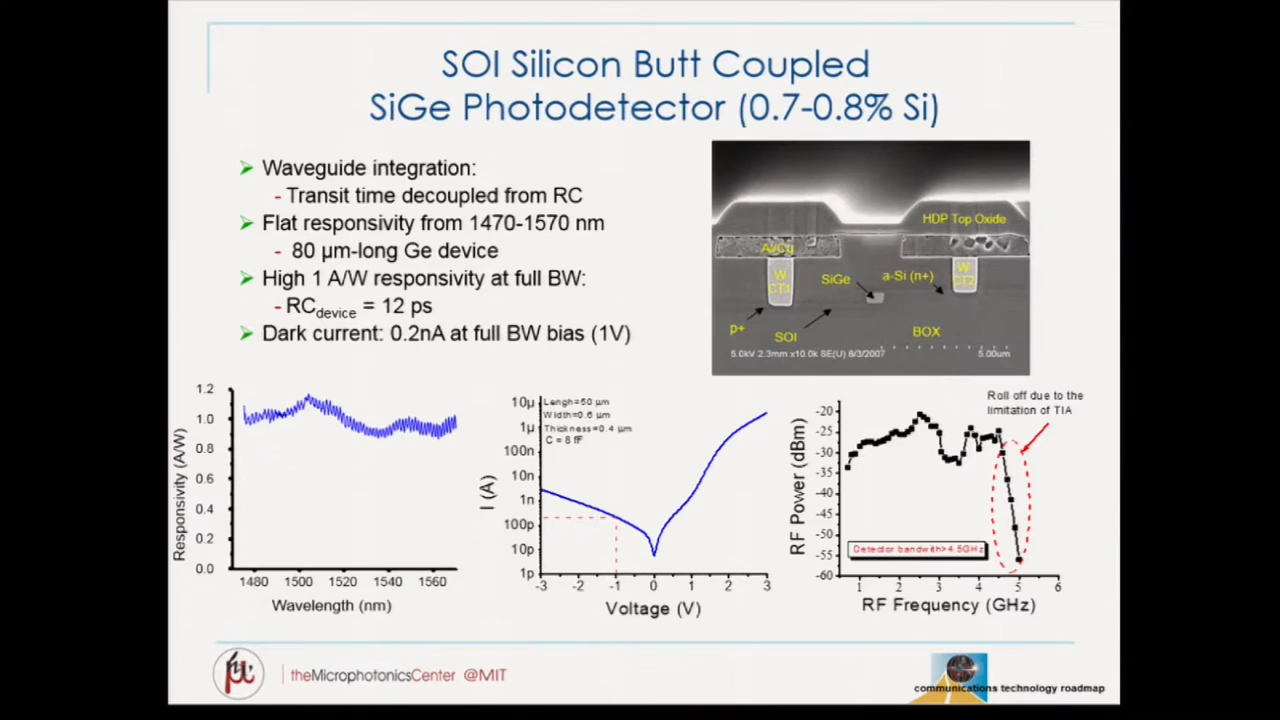 SOI Silicon Butt Coupled
SiGe Photodetector (0.7-0.8% Si)
Waveguide integration:
- Transit time decoupled from RC
Flat responsivity from 1470-1570 nm
- 80 µm-long Ge device
High 1 A/W responsivity at full BW:
- RCdevice = 12 ps
Dark current: 0.2nA at full BW bias (1V)
HDP Top Oxide
Al/Cu
W
CT1
SiGe
a-Si (n+)
W
CT2
p+
SOI
BOX
5.0kV 2.3mm x10.0k SE(U) 8/3/2007
5.00um
1.2
1.0
0.8
0.6
0.4
0.2
0.0
Responsivity (A/W)
1480
1500
1520
1540
1560
Wavelength (nm)
10µ
1µ
100n
10n
1n
100p
10p
1p
I (A)
Lengh=50 µm
Width=0.6 µm
Thickness=0.4 µm
C = 8 fF
-3
-2
-1
0
1
2
3
Voltage (V)
Roll off due to the
limitation of TIA
-20
-25
-30
-35
-40
-45
-50
-55
-60
RF Power (dBm)
Detector bandwith>4.5GHz
1
2
3
4
5
6
RF Frequency (GHz)
µ
theMicrophotonicsCenter @MIT
communications technology roadmap